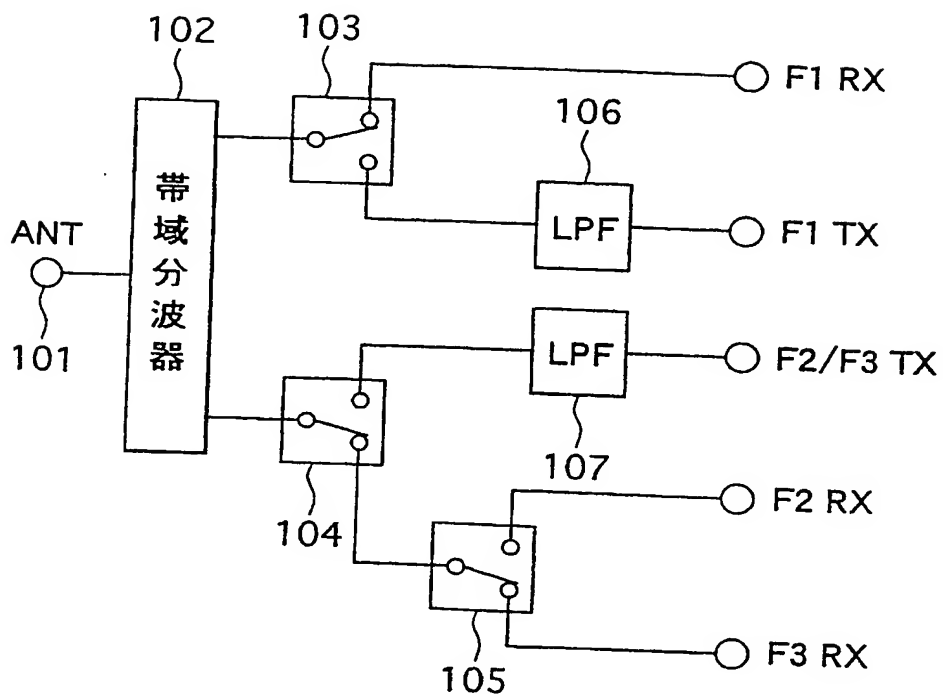 102
103
F1 RX
106
帯域分波器
LPF
F1 TX
ANT
101
LPF
F2/F3 TX
107
104
F2 RX
105
F3 RX